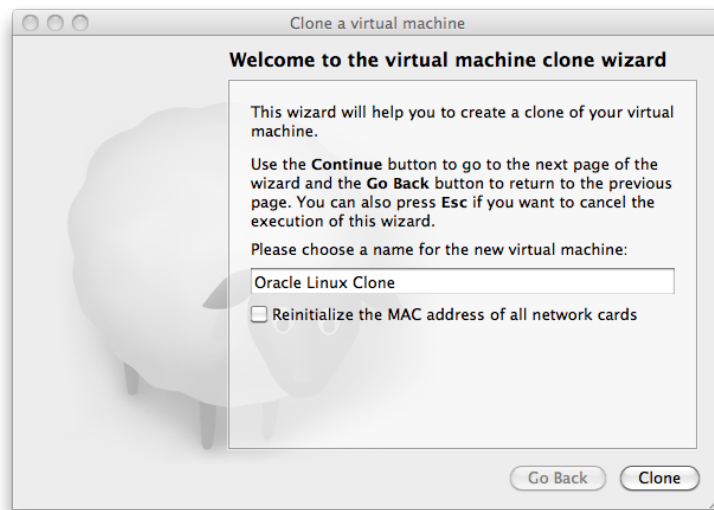 Clone a virtual machine
Welcome to the virtual machine clone wizard
This wizard will help you to create a clone of your virtual
machine.
Use the Continue button to go to the next page of the
wizard and the Go Back button to return to the previous
page. You can also press Esc if you want to cancel the
execution of this wizard.
Please choose a name for the new virtual machine:
Oracle Linux Clone
Reinitialize the MAC address of all network cards
Go Back
Clone